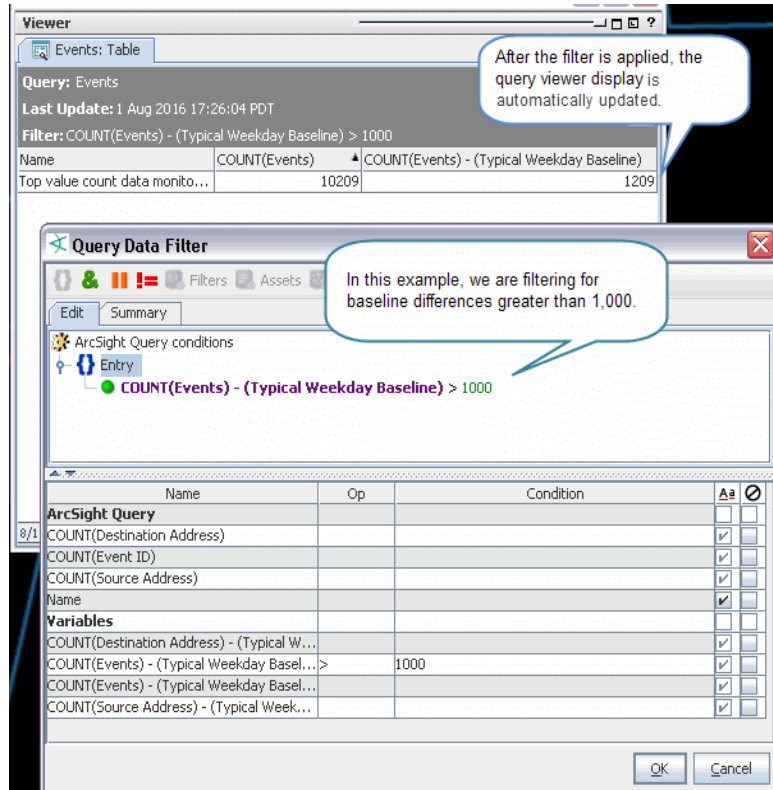 Viewer
Events: Table
Query: Events
Last Update: 1 Aug 2016 17:26:04 PDT
Filter: COUNT(Events) - (Typical Weekday Baseline) > 1000
After the filter is applied, the
query viewer display is
automatically updated.
Name COUNT(Events) COUNT(Events) - (Typical Weekday Baseline)
Top value count data monito... 10209 1209
Query Data Filter
& != Filters Assets
In this example, we are filtering for
baseline differences greater than 1,000.
Edit Summary
ArcSight Query conditions
Entry
COUNT(Events) - (Typical Weekday Baseline) > 1000
Name Op Condition Aa
ArcSight Query
8/1
COUNT(Destination Address)
COUNT(Event ID)
COUNT(Source Address)
Name
Variables
COUNT(Destination Address) - (Typical W...
COUNT(Events) - (Typical Weekday Basel... > 1000
COUNT(Events) - (Typical Weekday Basel...
COUNT(Source Address) - (Typical Week...
OK Cancel